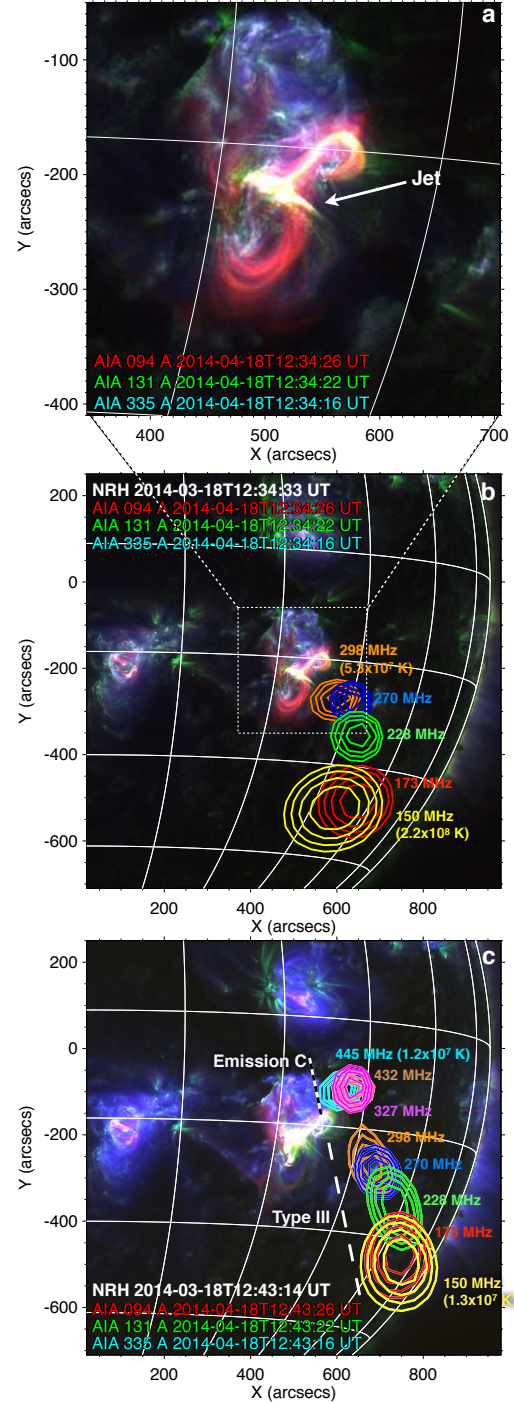 a
-100
-200
-300
-400
Y (arcsecs)
Jet
AIA 094 A 2014-04-18T12:34:26 UT
AIA 131 A 2014-04-18T12:34:22 UT
AIA 335 A 2014-04-18T12:34:16 UT
400 500 600 700
X (arcsecs)
b
NRH 2014-03-18T12:34:33 UT
AIA 094 A 2014-04-18T12:34:26 UT
AIA 131 A 2014-04-18T12:34:22 UT
AIA 335 A 2014-04-18T12:34:16 UT
200
0
-200
-400
-600
Y (arcsecs)
298 MHz
(5.3x10⁷ K)
270 MHz
228 MHz
173 MHz
150 MHz
(2.2x10⁸ K)
200 400 600 800
X (arcsecs)
c
200
0
-200
-400
-600
Y (arcsecs)
Emission C
445 MHz (1.2x10⁷ K)
432 MHz
327 MHz
298 MHz
270 MHz
228 MHz
Type III
173 MHz
150 MHz
(1.3x10⁷ K
NRH 2014-03-18T12:43:14 UT
AIA 094 A 2014-04-18T12:43:26 UT
AIA 131 A 2014-04-18T12:43:22 UT
AIA 335 A 2014-04-18T12:43:16 UT
200 400 600 800
X (arcsecs)